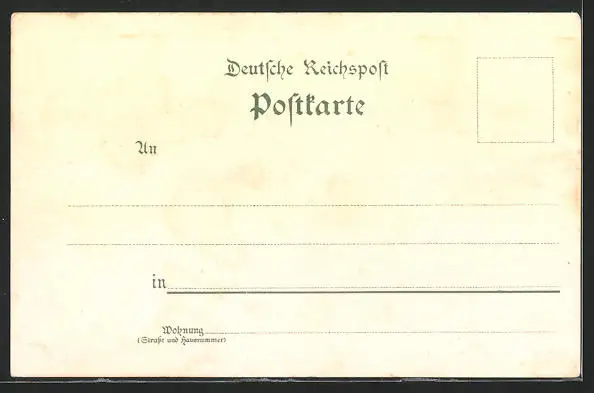 Deutſche Reichspoſt
Poſtkarte
An
in
Wohnung
(Straße und Hausnummer)